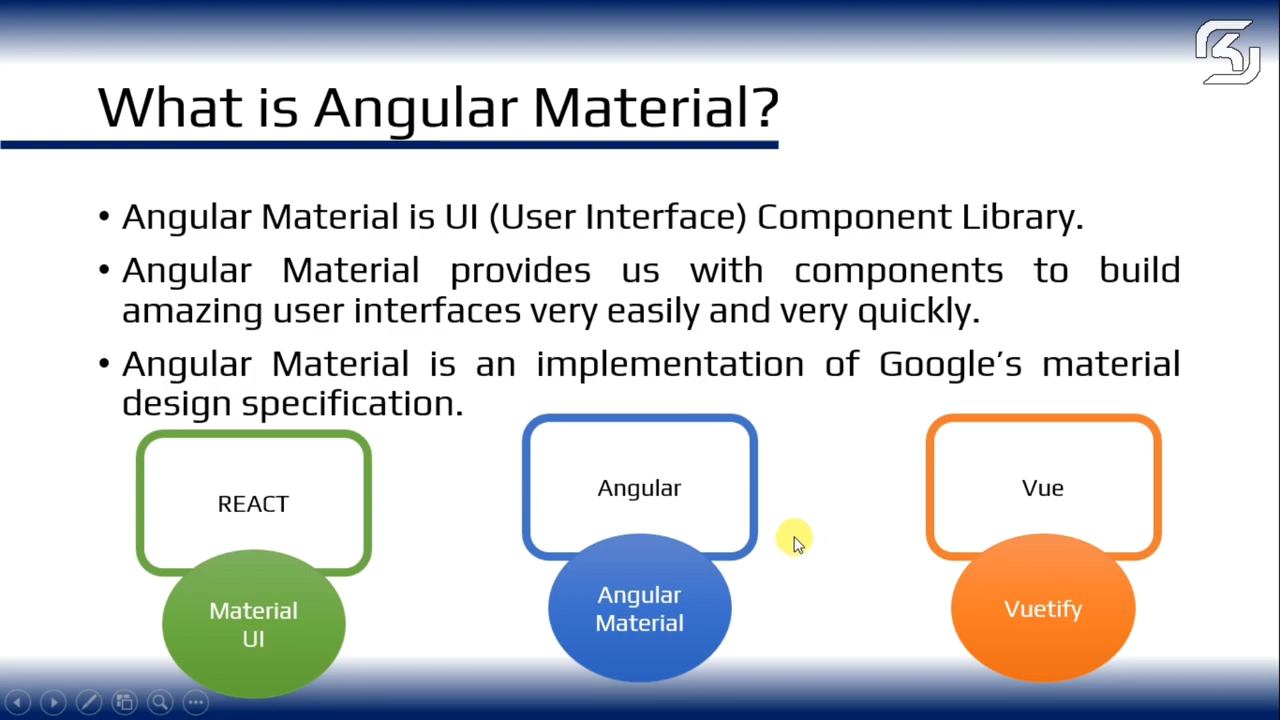 What is Angular Material?
• Angular Material is UI (User Interface) Component Library.
• Angular Material provides us with components to build
amazing user interfaces very easily and very quickly.
• Angular Material is an implementation of Google’s material
design specification.
REACT
Material
UI
Angular
Angular
Material
Vue
Vuetify